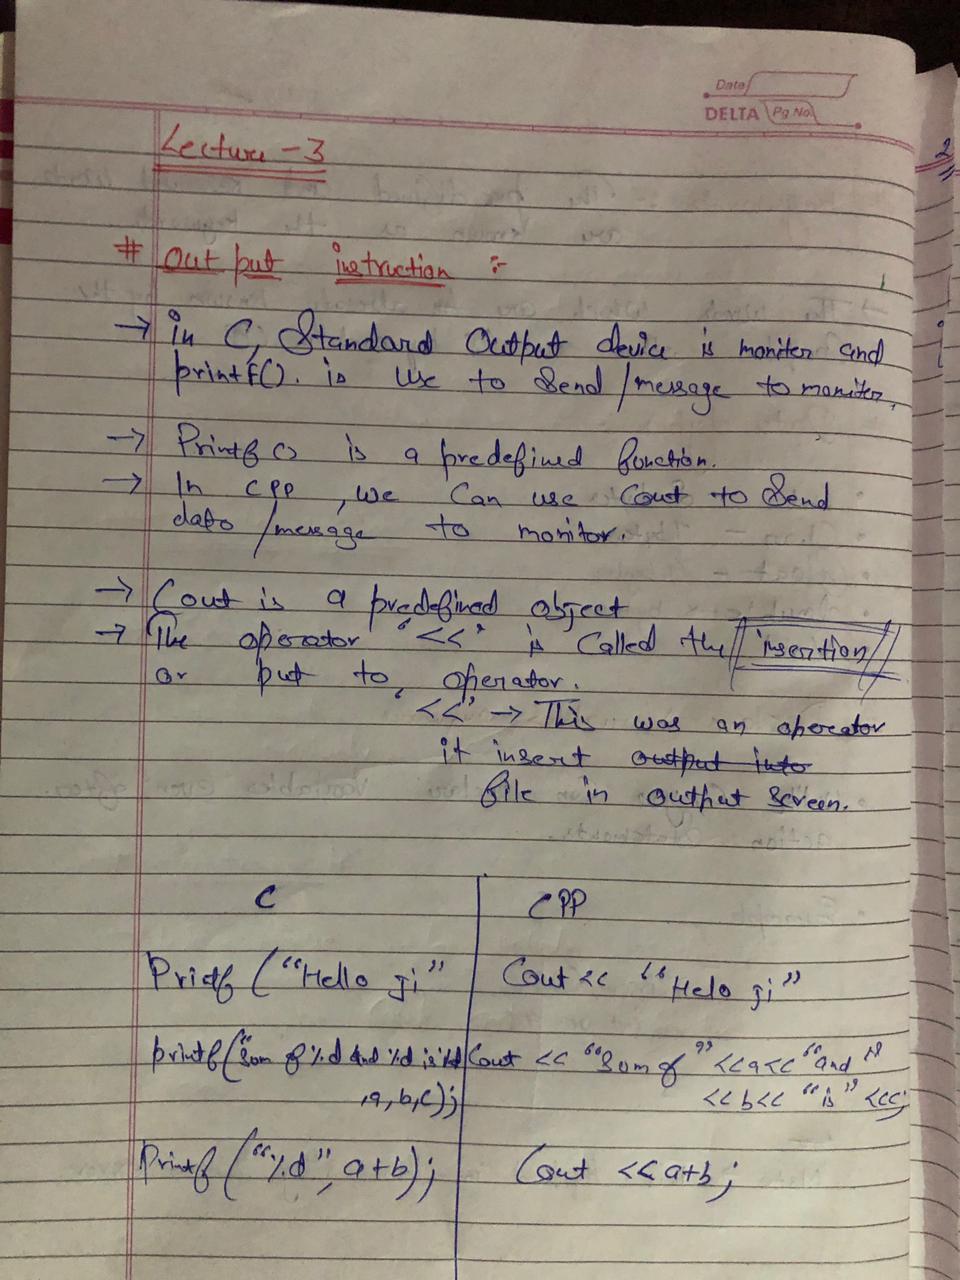 Date
DELTA Pg No.
2
Lecture - 3
# Output instruction :-
→ in C, Standard Output device is moniter and
printf(). is use to Send /message to moniter.
→ Printf () is a predefined function.
→ In CPP, we Can use Cout to Send
data /message to monitor.
→ Cout is a predefined object
→ The operator '<<' is Called the insertion
or put to operator.
'<<' → This was an operator
it insert output into
file in output screen.
C CPP
Printf ("Hello ji" Cout << "Helo ji"
printf("Sum of %d and %d is %d Cout << "Sum of" <<a<< "and"
,a,b,c); <<b<< "is" <<c;
Printf ("%d", a+b); Cout <<a+b;